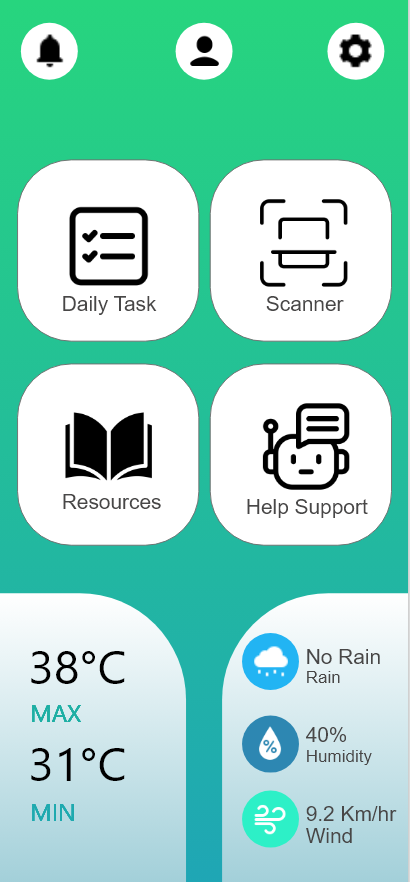 Daily Task
Scanner
Resources
Help Support
38°C
MAX
31°C
MIN
No Rain
Rain
40%
Humidity
9.2 Km/hr
Wind